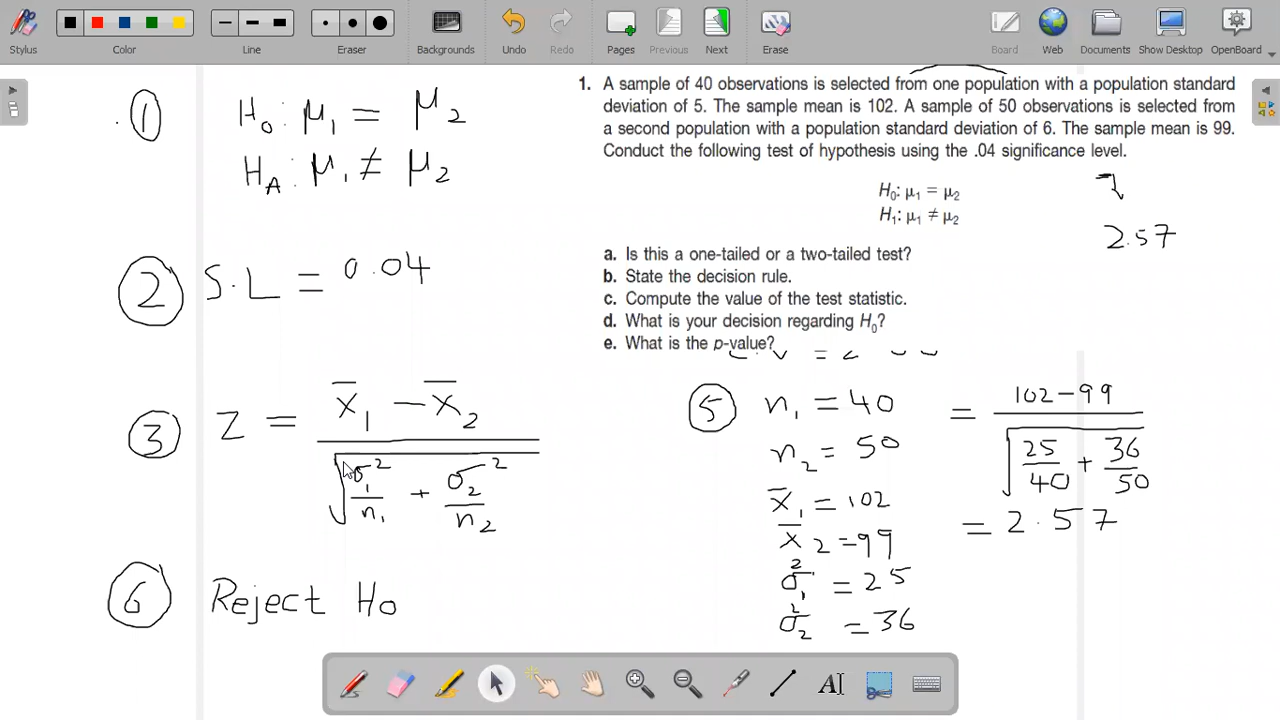 Stylus Color Line Eraser Backgrounds Undo Redo Pages Previous Next Erase Board Web Documents Show Desktop OpenBoard
1. A sample of 40 observations is selected from one population with a population standard
deviation of 5. The sample mean is 102. A sample of 50 observations is selected from
a second population with a population standard deviation of 6. The sample mean is 99.
Conduct the following test of hypothesis using the .04 significance level.
H₀: μ₁ = μ₂
H₁: μ₁ ≠ μ₂
a. Is this a one-tailed or a two-tailed test?
b. State the decision rule.
c. Compute the value of the test statistic.
d. What is your decision regarding H₀?
e. What is the p-value?
2.57
① H₀ : μ₁ = μ₂
H_A : μ₁ ≠ μ₂
② S.L = 0.04
③ Z = (x̄₁ − x̄₂) / √(σ₁²/n₁ + σ₂²/n₂)
⑤ n₁ = 40
n₂ = 50
x̄₁ = 102
x̄₂ = 99
σ₁² = 25
σ₂² = 36
= (102 − 99) / √(25/40 + 36/50)
= 2.57
⑥ Reject Ho